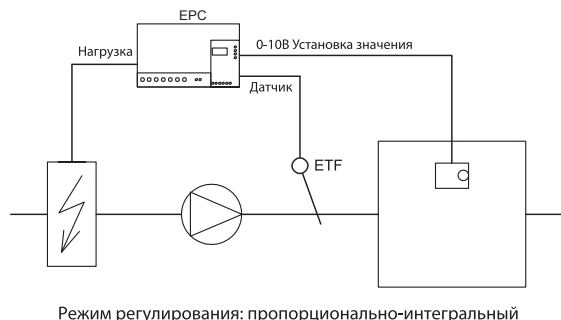 EPC
Нагрузка
0-10В Установка значения
Датчик
ETF
Режим регулирования: пропорционально-интегральный